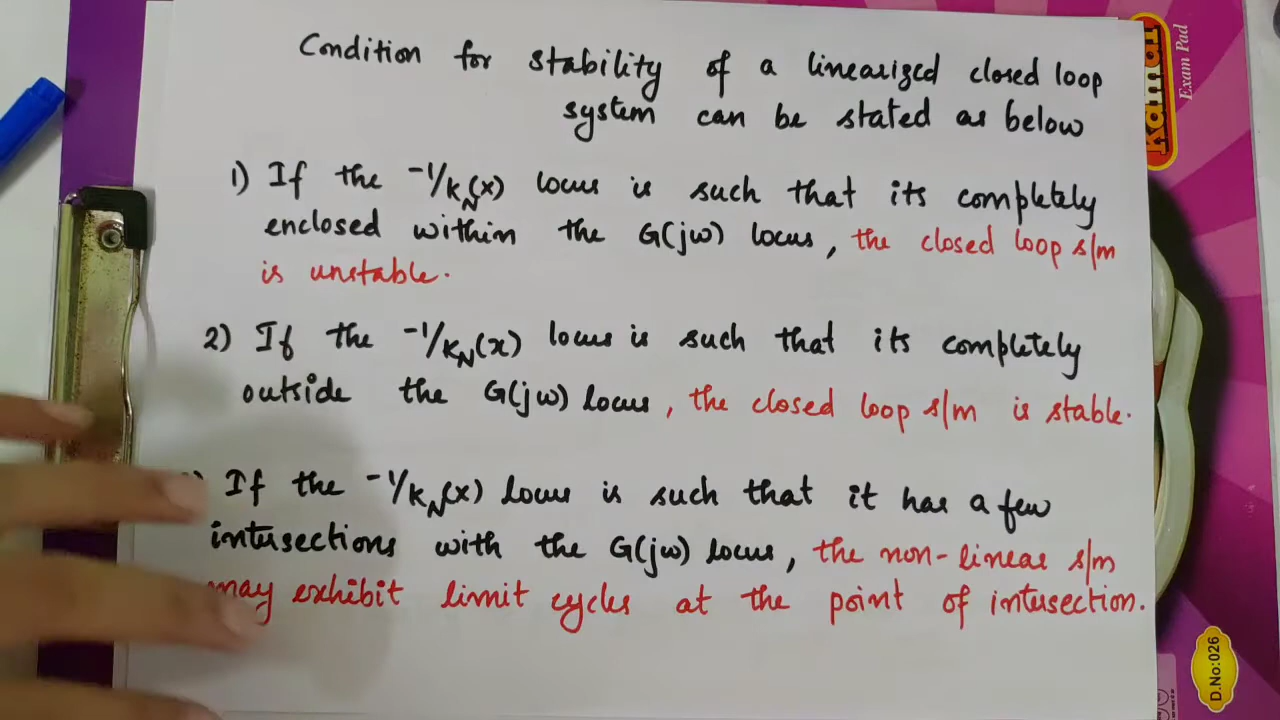 Condition for stability of a linearized closed loop
system can be stated as below
1) If the -1/K_N(x) locus is such that its completely
enclosed within the G(jω) locus, the closed loop s/m
is unstable.
2) If the -1/K_N(x) locus is such that its completely
outside the G(jω) locus, the closed loop s/m is stable.
If the -1/K_N(x) locus is such that it has a few
intersections with the G(jω) locus, the non-linear s/m
may exhibit limit cycles at the point of intersection.
Kamal
Exam Pad
D.No:026